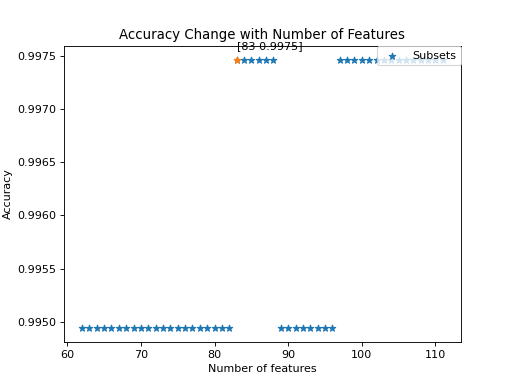 Accuracy Change with Number of Features
[83 0.9975]
Subsets
0.9975
0.9970
0.9965
0.9960
0.9955
0.9950
Accuracy
60 70 80 90 100 110
Number of features